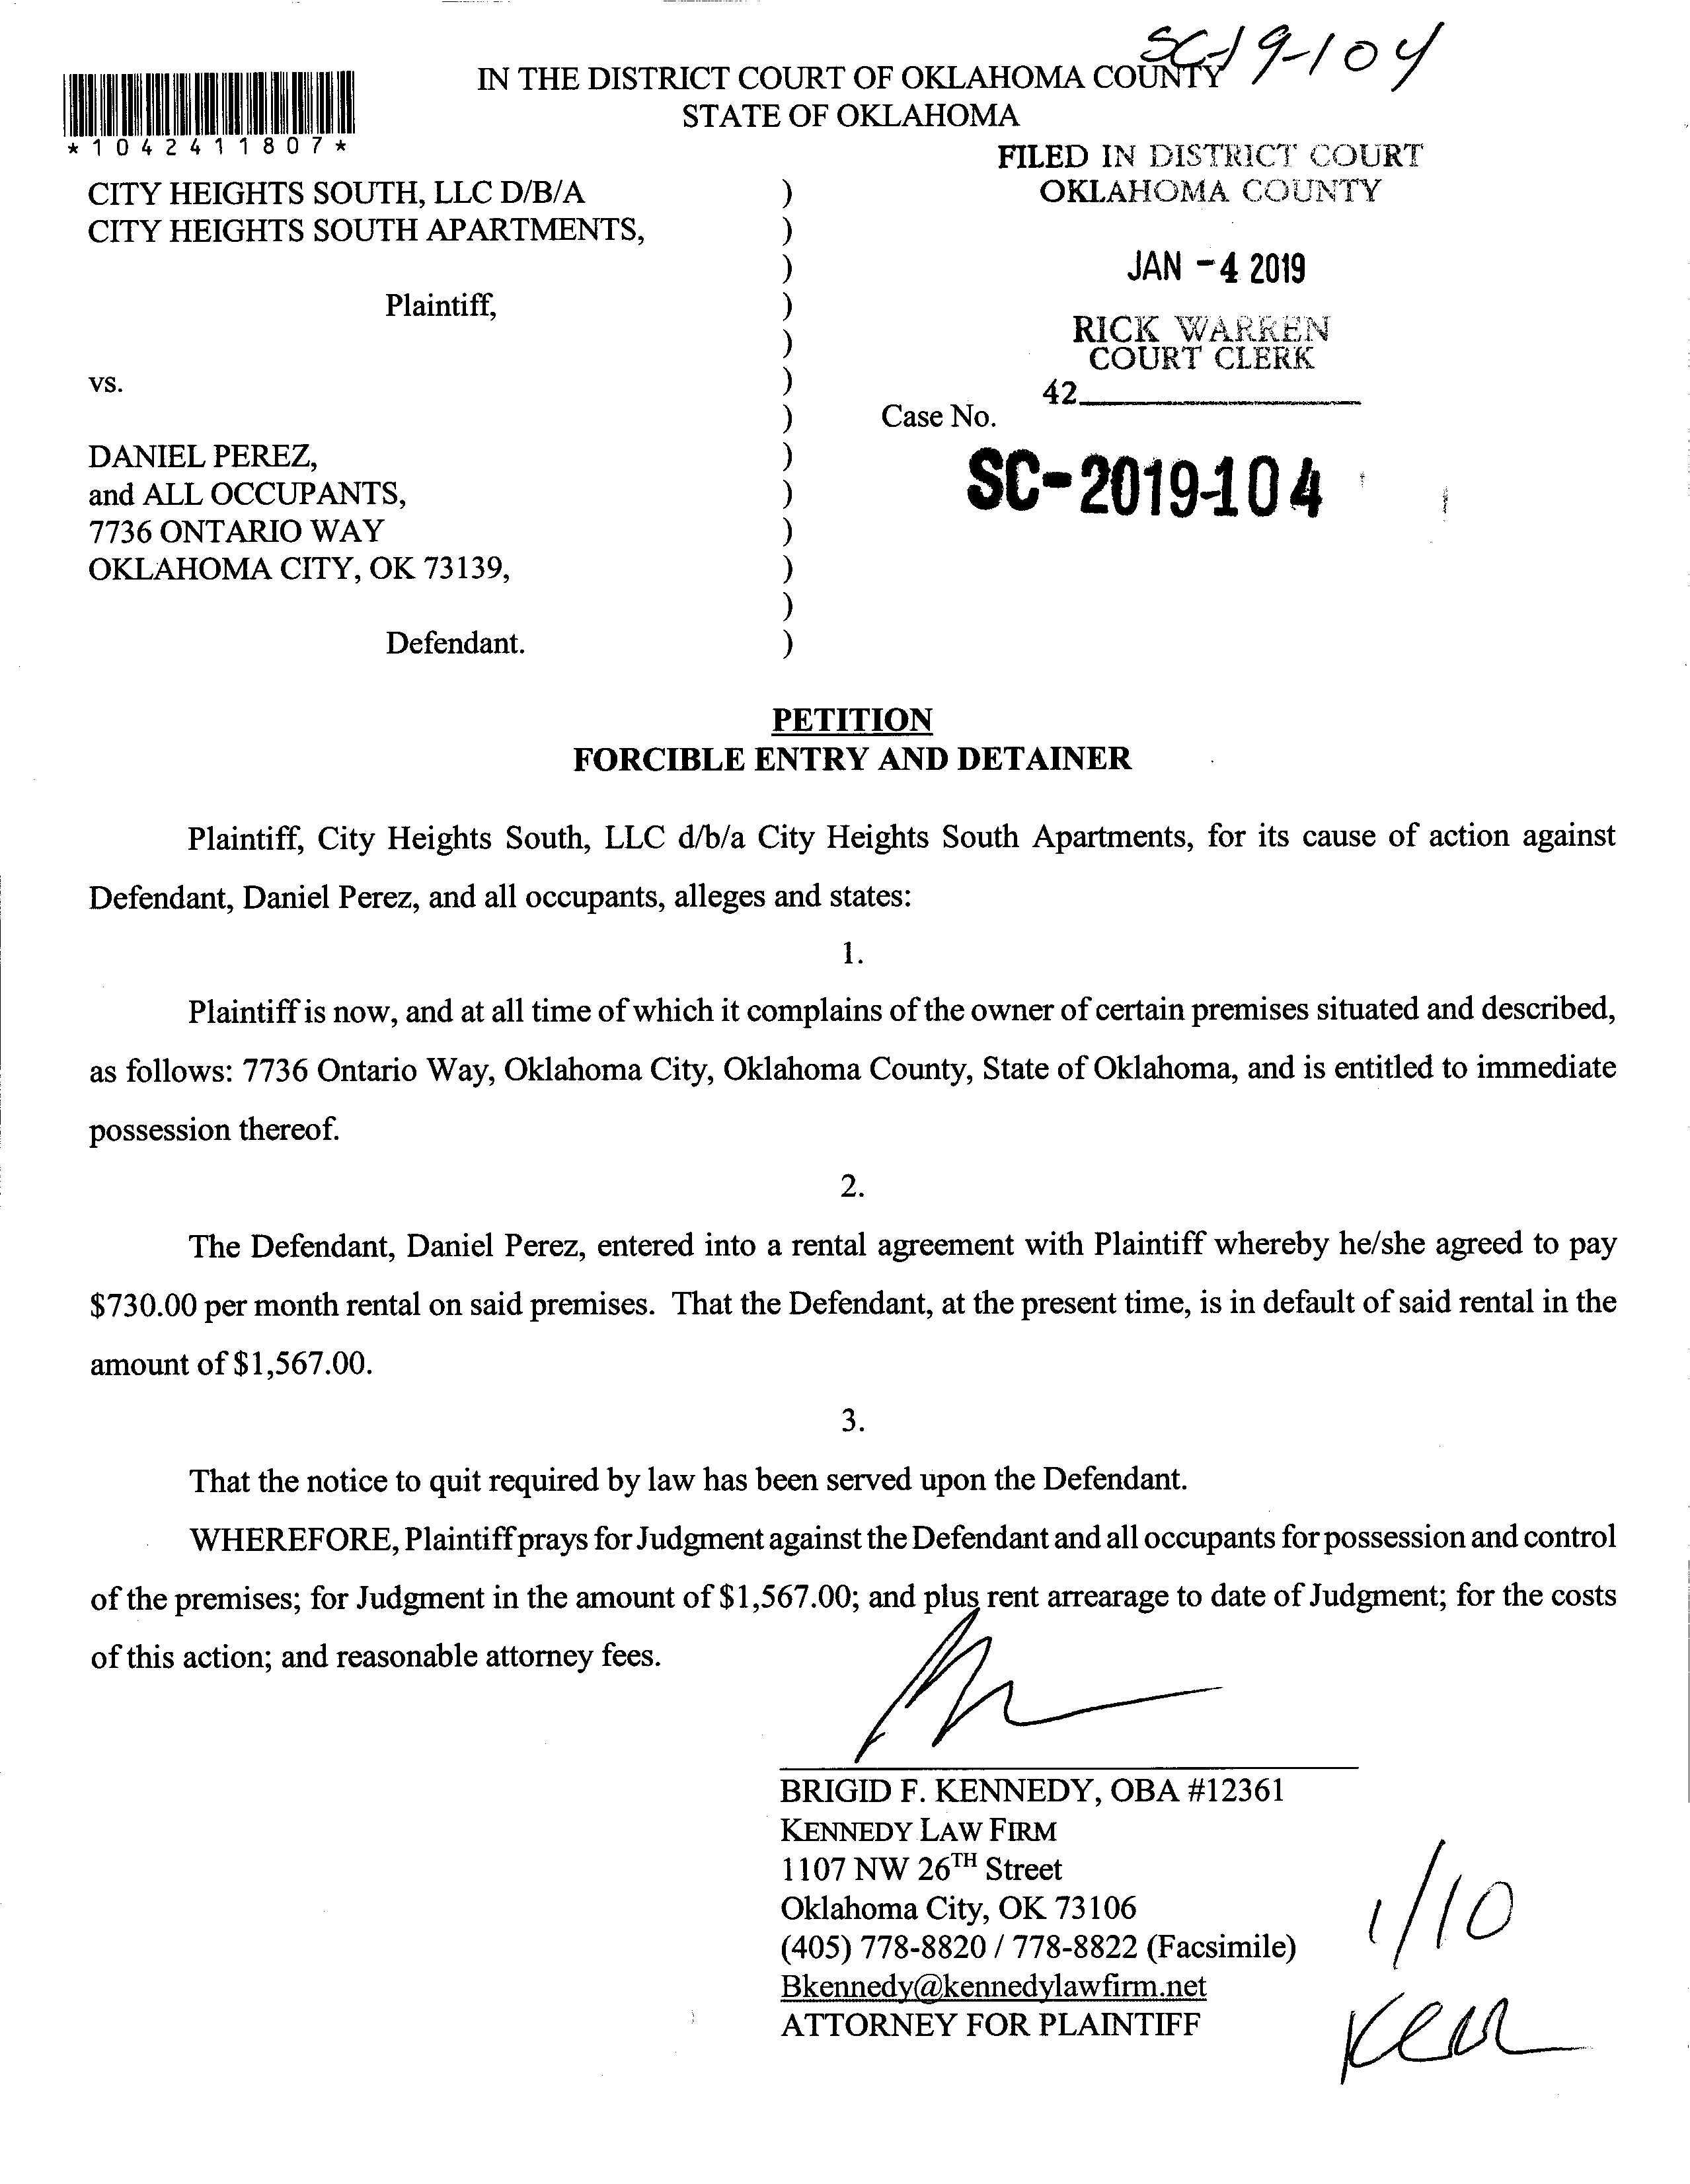 SC-19-104
IN THE DISTRICT COURT OF OKLAHOMA COUNTY
STATE OF OKLAHOMA
*1042411807*
FILED IN DISTRICT COURT
OKLAHOMA COUNTY
CITY HEIGHTS SOUTH, LLC D/B/A )
CITY HEIGHTS SOUTH APARTMENTS, )
)
JAN -4 2019
Plaintiff, )
)
RICK WARREN
COURT CLERK
vs. )
42
) Case No.
SC-2019-104
DANIEL PEREZ, )
and ALL OCCUPANTS, )
7736 ONTARIO WAY )
OKLAHOMA CITY, OK 73139, )
)
Defendant. )
PETITION
FORCIBLE ENTRY AND DETAINER
Plaintiff, City Heights South, LLC d/b/a City Heights South Apartments, for its cause of action against
Defendant, Daniel Perez, and all occupants, alleges and states:
1.
Plaintiff is now, and at all time of which it complains of the owner of certain premises situated and described,
as follows: 7736 Ontario Way, Oklahoma City, Oklahoma County, State of Oklahoma, and is entitled to immediate
possession thereof.
2.
The Defendant, Daniel Perez, entered into a rental agreement with Plaintiff whereby he/she agreed to pay
$730.00 per month rental on said premises. That the Defendant, at the present time, is in default of said rental in the
amount of $1,567.00.
3.
That the notice to quit required by law has been served upon the Defendant.
WHEREFORE, Plaintiff prays for Judgment against the Defendant and all occupants for possession and control
of the premises; for Judgment in the amount of $1,567.00; and plus rent arrearage to date of Judgment; for the costs
of this action; and reasonable attorney fees.
BRIGID F. KENNEDY, OBA #12361
KENNEDY LAW FIRM
1107 NW 26TH Street
Oklahoma City, OK 73106
(405) 778-8820 / 778-8822 (Facsimile)
Bkennedy@kennedylawfirm.net
ATTORNEY FOR PLAINTIFF
1/10